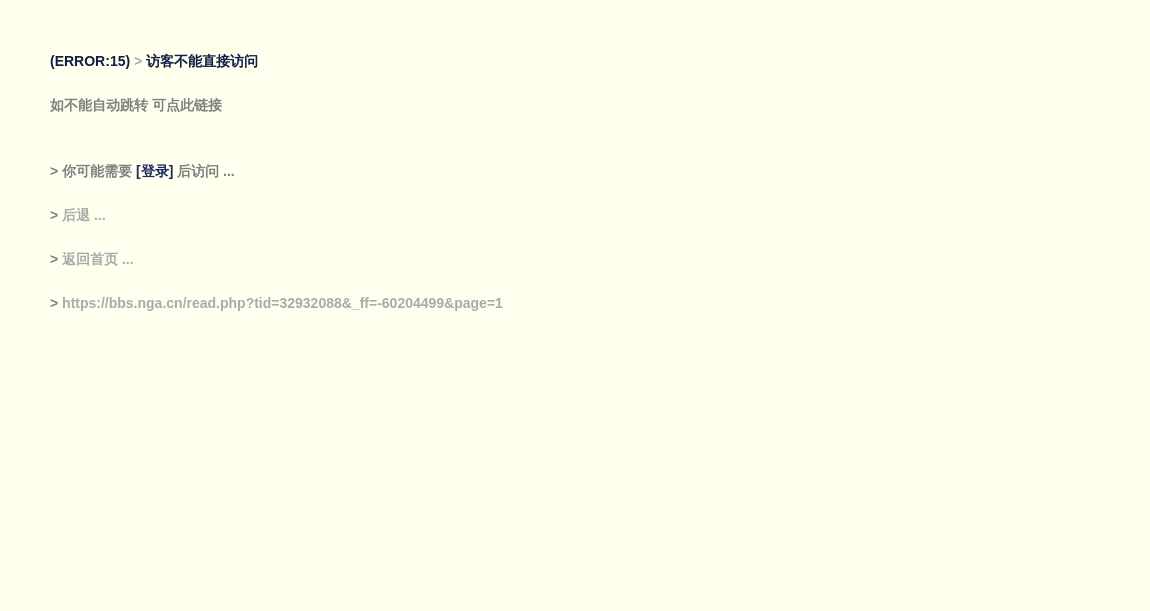 (ERROR:15) > 访客不能直接访问
如不能自动跳转 可点此链接
> 你可能需要 [登录] 后访问 ...
> 后退 ...
> 返回首页 ...
> https://bbs.nga.cn/read.php?tid=32932088&_ff=-60204499&page=1